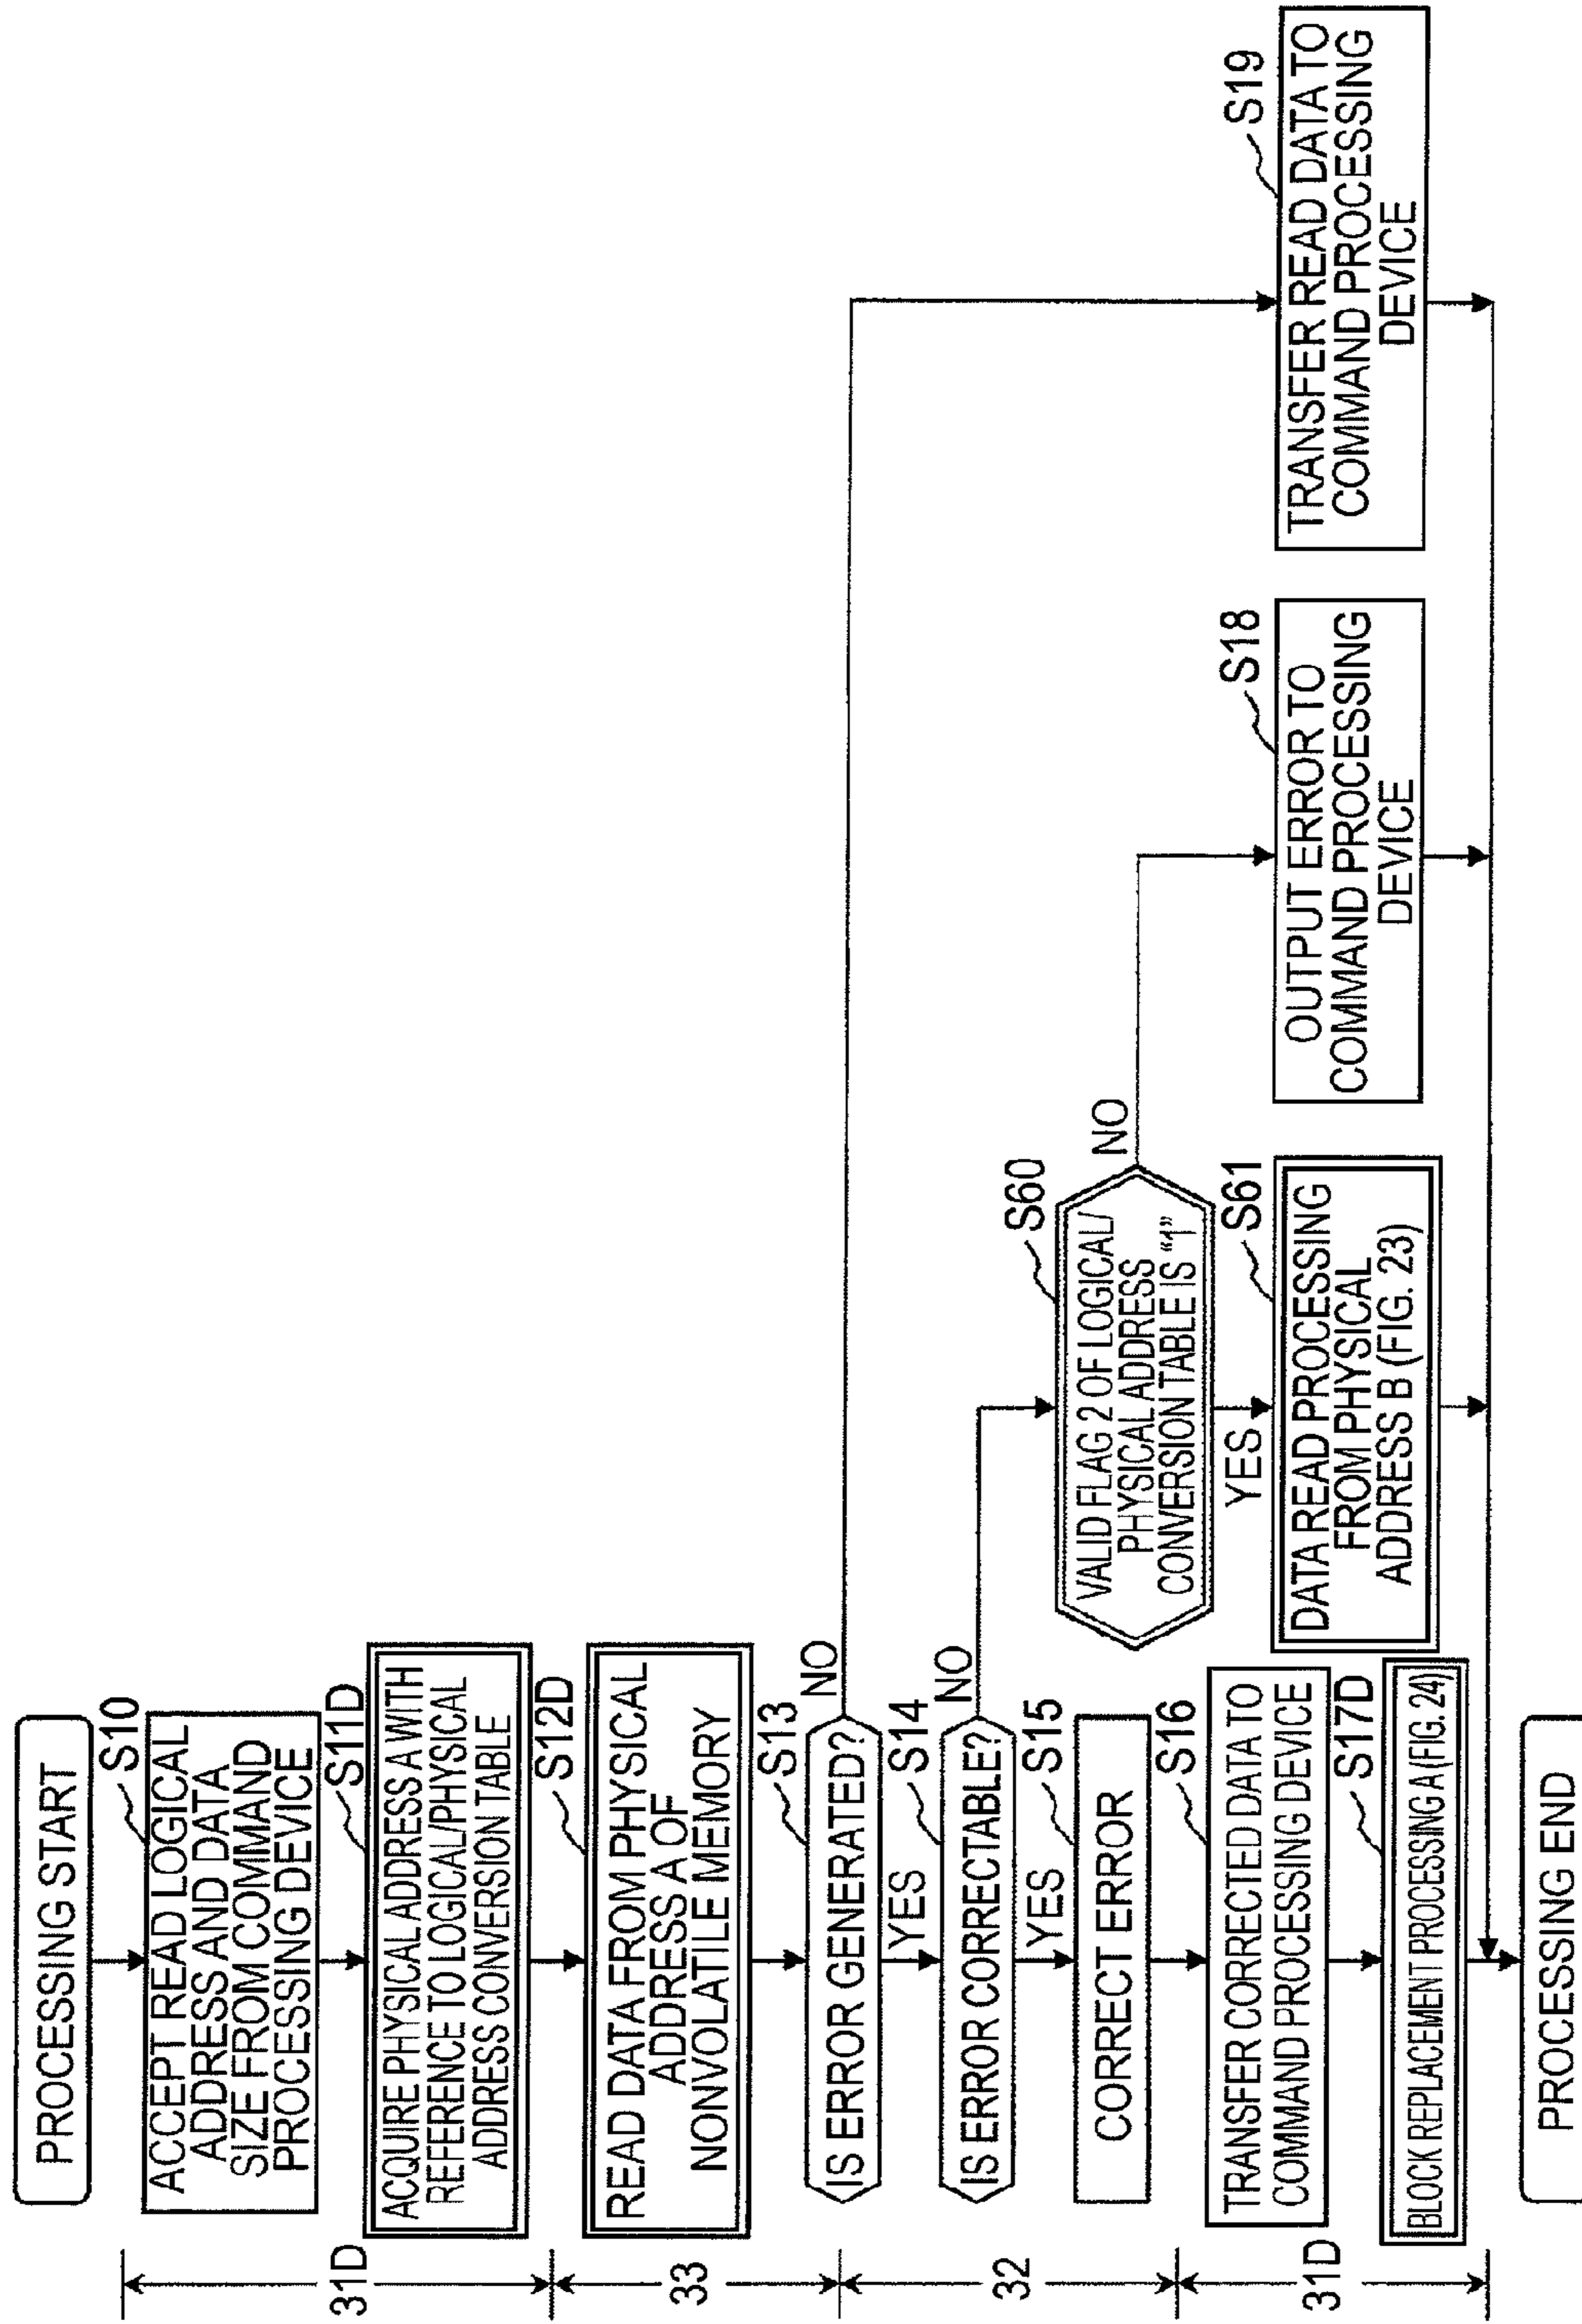 PROCESSING START
S10
ACCEPT READ LOGICAL
ADDRESS AND DATA
SIZE FROM COMMAND
PROCESSING DEVICE
S11D
ACQUIRE PHYSICAL ADDRESS A WITH
REFERENCE TO LOGICAL/PHYSICAL
ADDRESS CONVERSION TABLE
31D
S12D
READ DATA FROM PHYSICAL
ADDRESS A OF
NONVOLATILE MEMORY
33
S13
IS ERROR GENERATED?
NO
YES
S14
IS ERROR CORRECTABLE?
NO
YES
S15
CORRECT ERROR
32
S60
VALID FLAG 2 OF LOGICAL/
PHYSICAL ADDRESS
CONVERSION TABLE IS “1”
NO
YES
S16
TRANSFER CORRECTED DATA TO
COMMAND PROCESSING DEVICE
S17D
BLOCK REPLACEMENT PROCESSING A (FIG. 24)
31D
S61
DATA READ PROCESSING
FROM PHYSICAL
ADDRESS B (FIG. 23)
S18
OUTPUT ERROR TO
COMMAND PROCESSING
DEVICE
S19
TRANSFER READ DATA TO
COMMAND PROCESSING
DEVICE
PROCESSING END